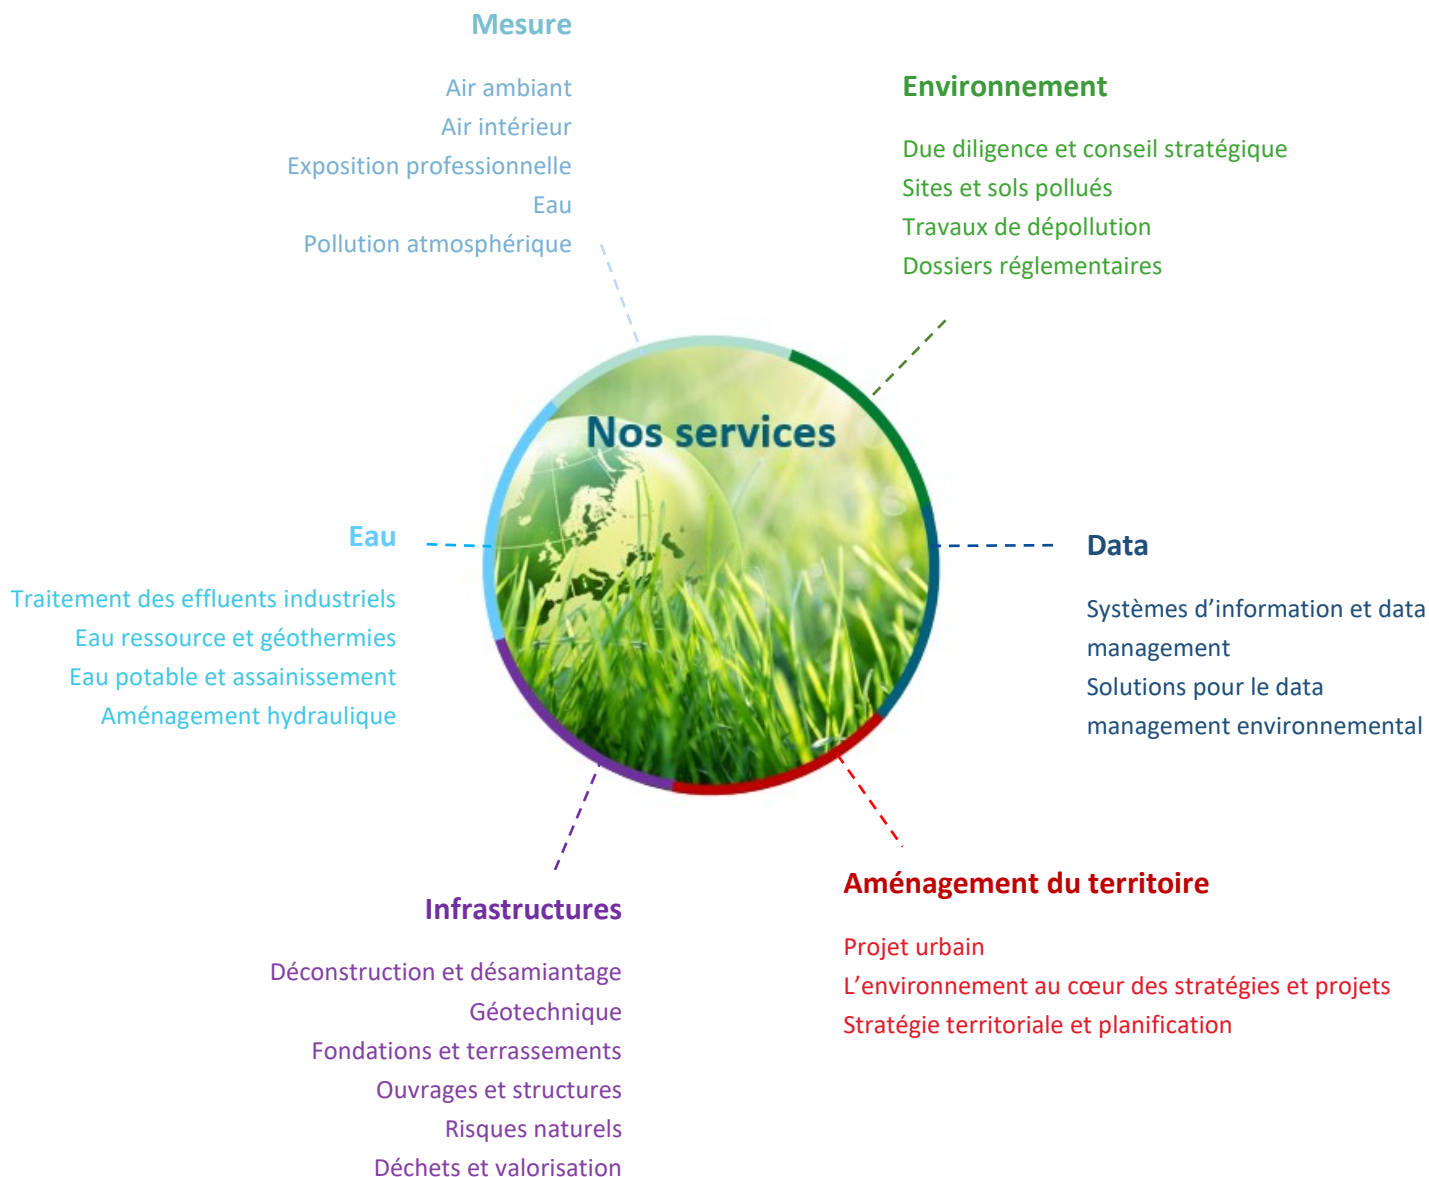 Mesure
Air ambiant
Air intérieur
Exposition professionnelle
Eau
Pollution atmosphérique
Environnement
Due diligence et conseil stratégique
Sites et sols pollués
Travaux de dépollution
Dossiers réglementaires
Nos services
Eau
Traitement des effluents industriels
Eau ressource et géothermies
Eau potable et assainissement
Aménagement hydraulique
Data
Systèmes d’information et data
management
Solutions pour le data
management environnemental
Infrastructures
Déconstruction et désamiantage
Géotechnique
Fondations et terrassements
Ouvrages et structures
Risques naturels
Déchets et valorisation
Aménagement du territoire
Projet urbain
L’environnement au cœur des stratégies et projets
Stratégie territoriale et planification